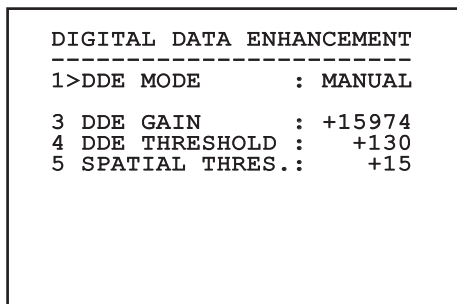 DIGITAL DATA ENHANCEMENT
-------------------------
1>DDE MODE : MANUAL
3 DDE GAIN : +15974
4 DDE THRESHOLD : +130
5 SPATIAL THRES.: +15